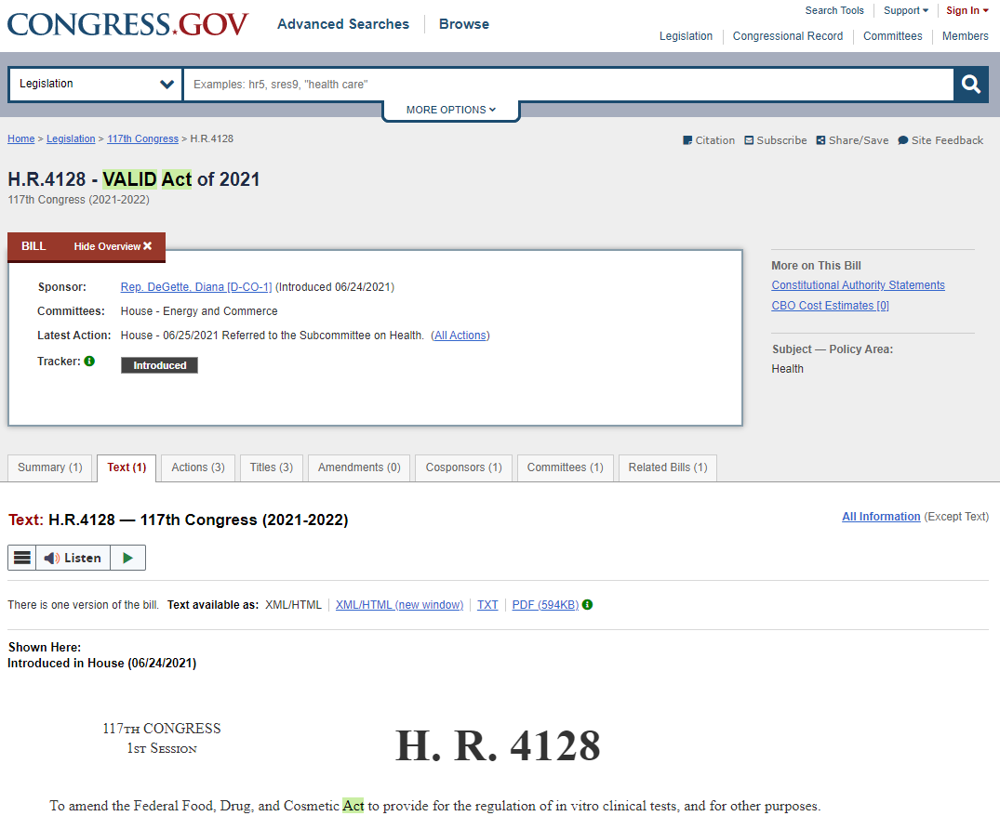 CONGRESS.GOV Advanced Searches Browse
Search Tools Support Sign In
Legislation Congressional Record Committees Members
Legislation Examples: hr5, sres9, "health care"
MORE OPTIONS
Home > Legislation > 117th Congress > H.R.4128
Citation Subscribe Share/Save Site Feedback
H.R.4128 - VALID Act of 2021
117th Congress (2021-2022)
BILL Hide Overview ✕
Sponsor: Rep. DeGette, Diana [D-CO-1] (Introduced 06/24/2021)
Committees: House - Energy and Commerce
Latest Action: House - 06/25/2021 Referred to the Subcommittee on Health. (All Actions)
Tracker: Introduced
More on This Bill
Constitutional Authority Statements
CBO Cost Estimates [0]
Subject — Policy Area:
Health
Summary (1) Text (1) Actions (3) Titles (3) Amendments (0) Cosponsors (1) Committees (1) Related Bills (1)
Text: H.R.4128 — 117th Congress (2021-2022)
All Information (Except Text)
Listen
There is one version of the bill. Text available as: XML/HTML XML/HTML (new window) TXT PDF (594KB)
Shown Here:
Introduced in House (06/24/2021)
117TH CONGRESS
1ST SESSION
H. R. 4128
To amend the Federal Food, Drug, and Cosmetic Act to provide for the regulation of in vitro clinical tests, and for other purposes.